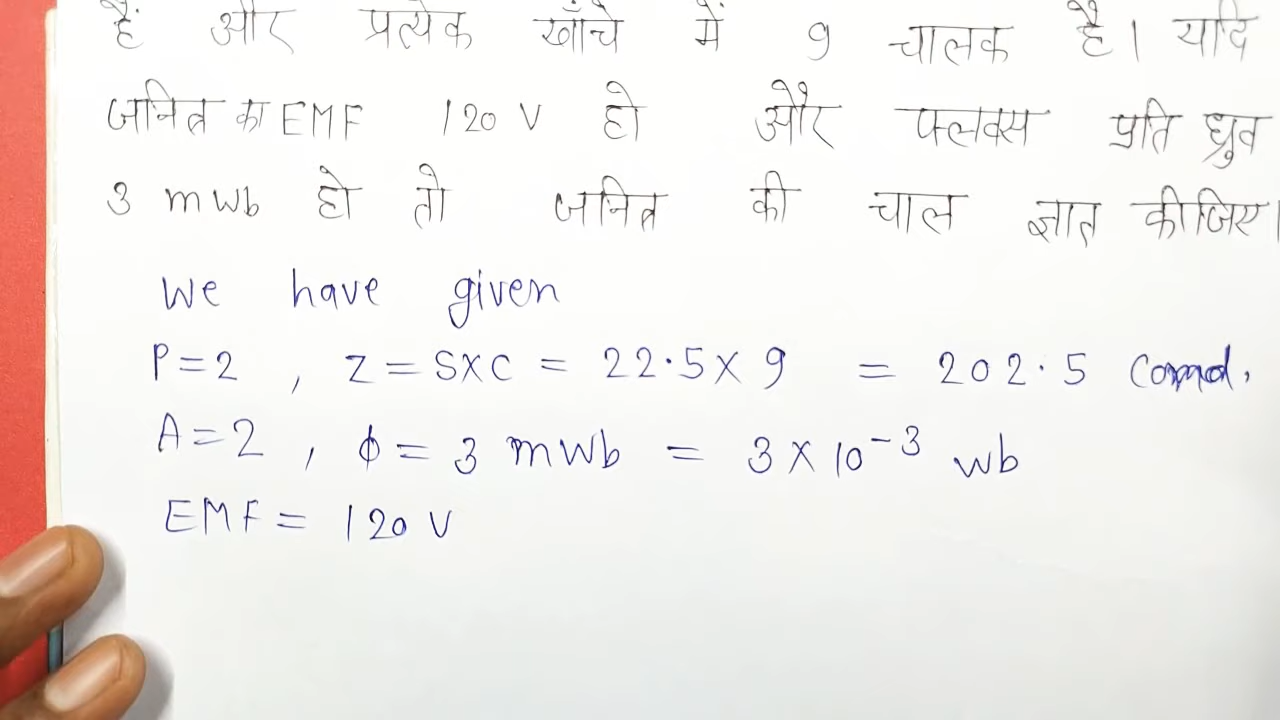 हैं और प्रत्येक खाँचे में 9 चालक है। यदि
जनित्र का EMF 120 V हो और फ्लक्स प्रति ध्रुव
3 mwb हो तो जनित्र की चाल ज्ञात कीजिए।
We have given
P=2 , Z = S×C = 22.5×9 = 202.5
A=2 , ϕ = 3 mwb = 3×10⁻³ wb
EMF = 120 V